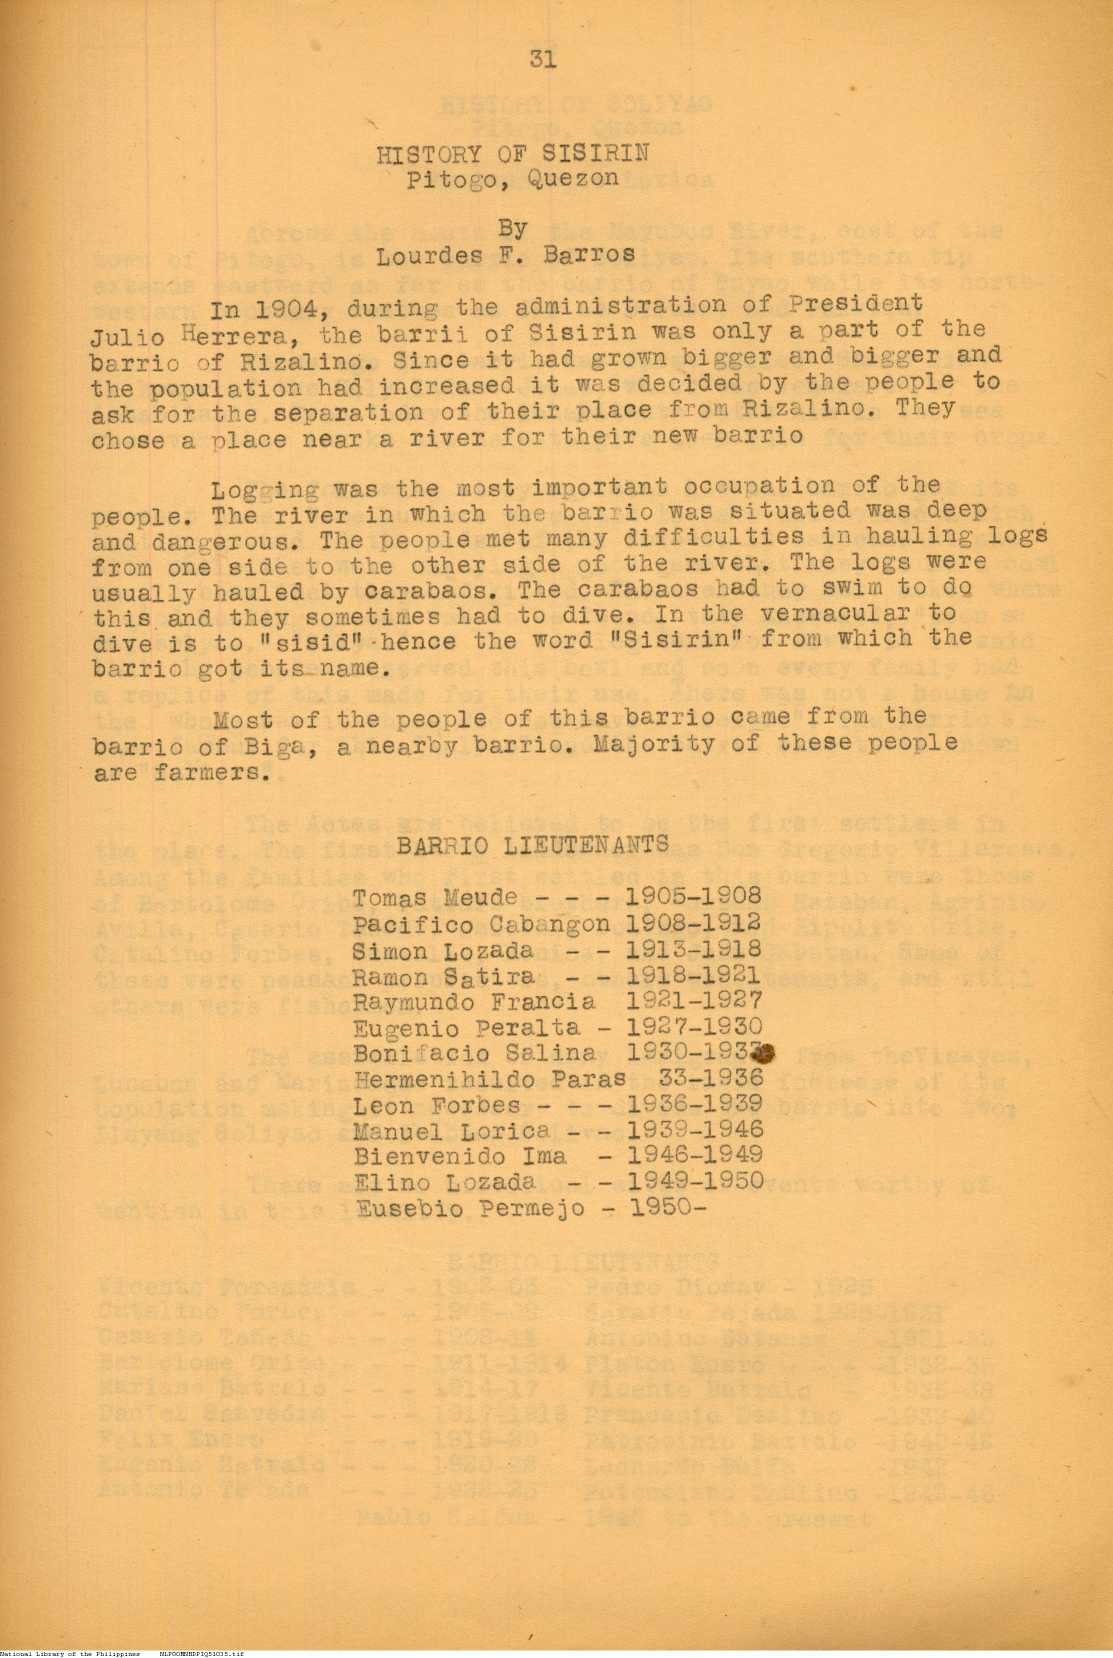 31
HISTORY OF SISIRIN
Pitogo, Quezon
By
Lourdes F. Barros
In 1904, during the administration of President
Julio Herrera, the barrii of Sisirin was only a part of the
barrio of Rizalino. Since it had grown bigger and bigger and
the population had increased it was decided by the people to
ask for the separation of their place from Rizalino. They
chose a place near a river for their new barrio
Logging was the most important occupation of the
people. The river in which the barrio was situated was deep
and dangerous. The people met many difficulties in hauling logs
from one side to the other side of the river. The logs were
usually hauled by carabaos. The carabaos had to swim to do
this and they sometimes had to dive. In the vernacular to
dive is to "sisid" hence the word "Sisirin" from which the
barrio got its name.
Most of the people of this barrio came from the
barrio of Biga, a nearby barrio. Majority of these people
are farmers.
BARRIO LIEUTENANTS
Tomas Meude - - - 1905-1908
Pacifico Cabangon 1908-1912
Simon Lozada - - 1913-1918
Ramon Satira - - 1918-1921
Raymundo Francia 1921-1927
Eugenio Peralta - 1927-1930
Bonifacio Salina 1930-1933
Hermenihildo Paras 33-1936
Leon Forbes - - - 1936-1939
Manuel Lorica - - 1939-1946
Bienvenido Ima - 1946-1949
Elino Lozada - - 1949-1950
Eusebio Permejo - 1950-
National Library of the Philippines NLPOOMNHDPIQ51035.tif